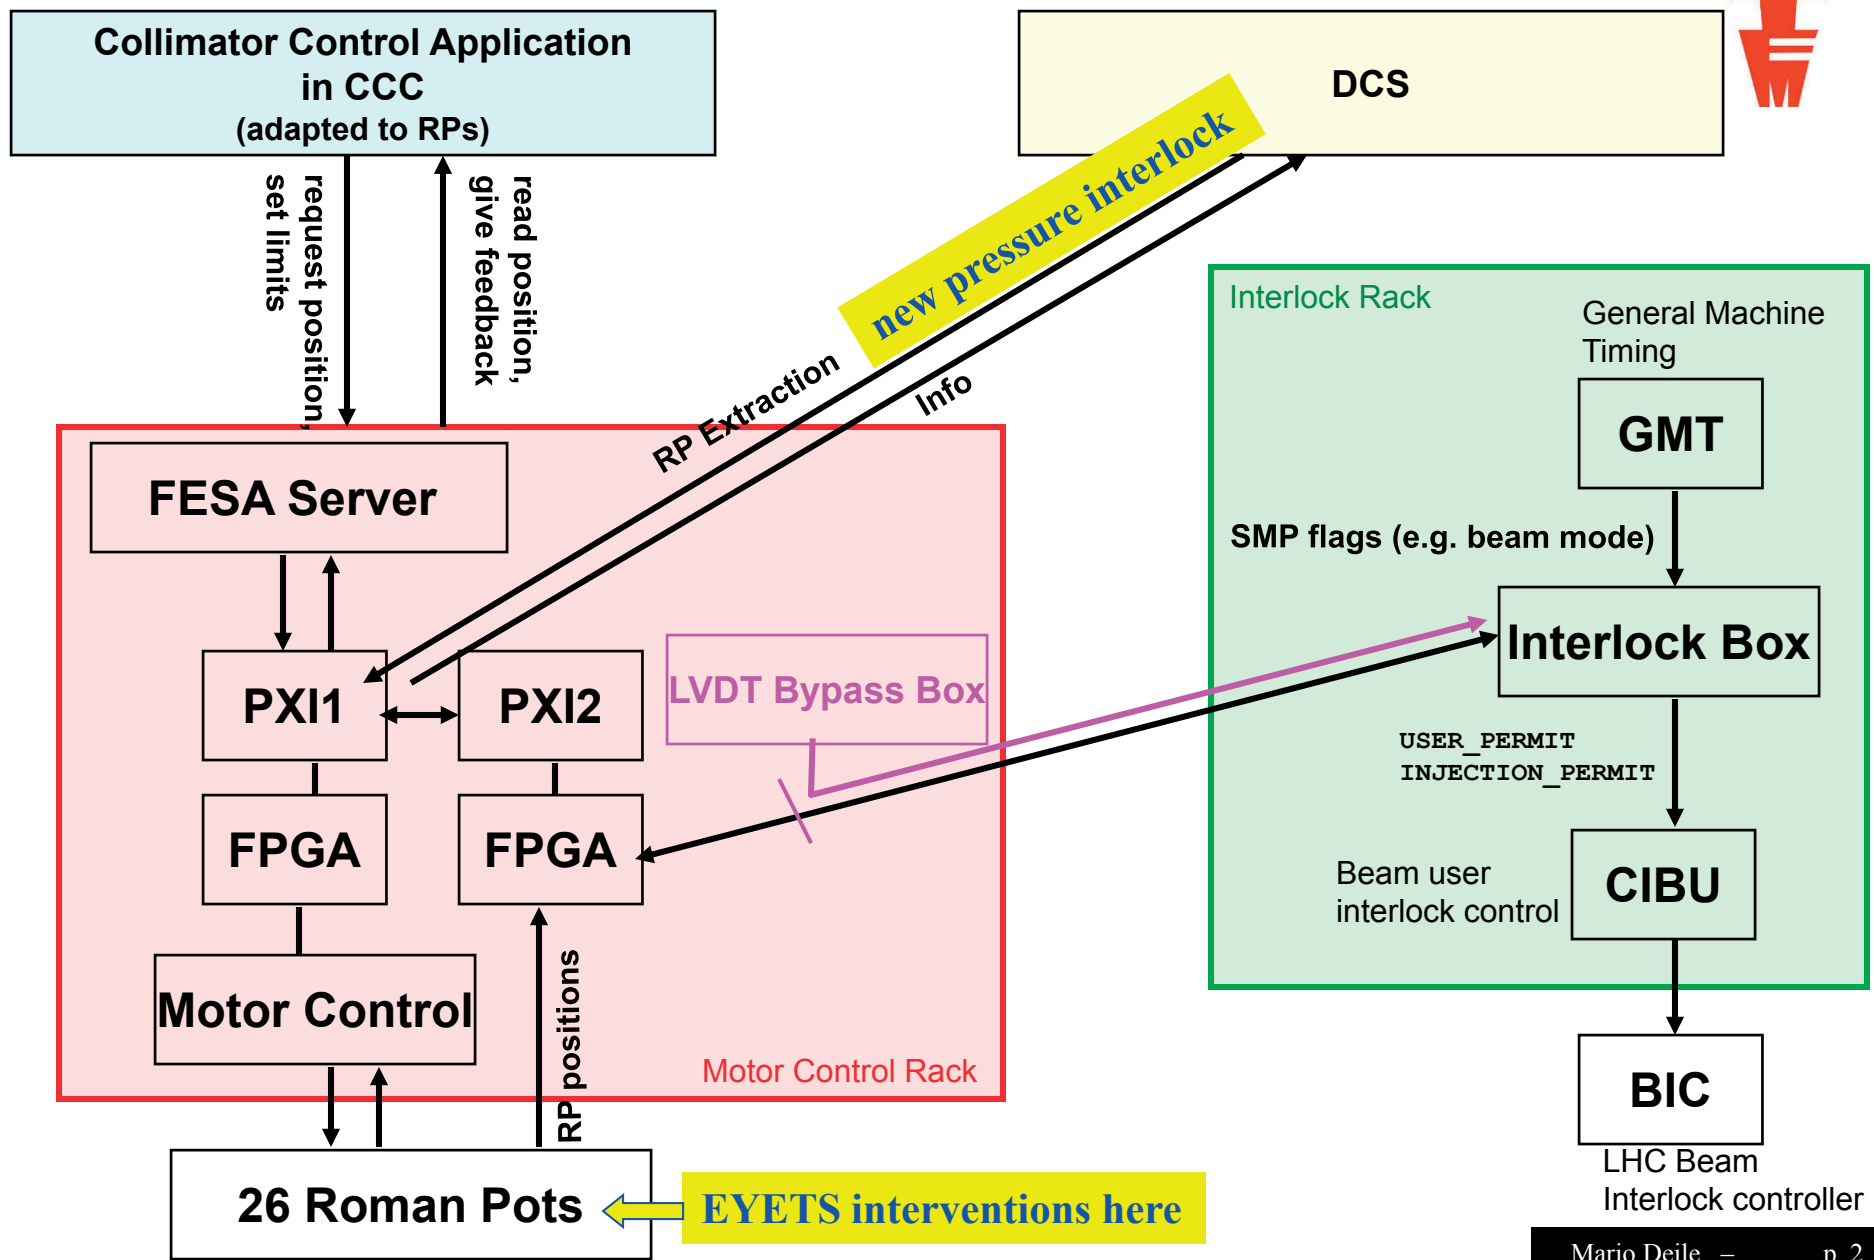 Collimator Control Application
in CCC
(adapted to RPs)
DCS
request position,
set limits
read position,
give feedback
new pressure interlock
RP Extraction
Info
Interlock Rack
General Machine
Timing
GMT
SMP flags (e.g. beam mode)
Interlock Box
USER_PERMIT
INJECTION_PERMIT
Beam user
interlock control
CIBU
BIC
LHC Beam
Interlock controller
FESA Server
PXI1
PXI2
LVDT Bypass Box
FPGA
FPGA
Motor Control
RP positions
Motor Control Rack
26 Roman Pots
EYETS interventions here
Mario Deile – p. 2